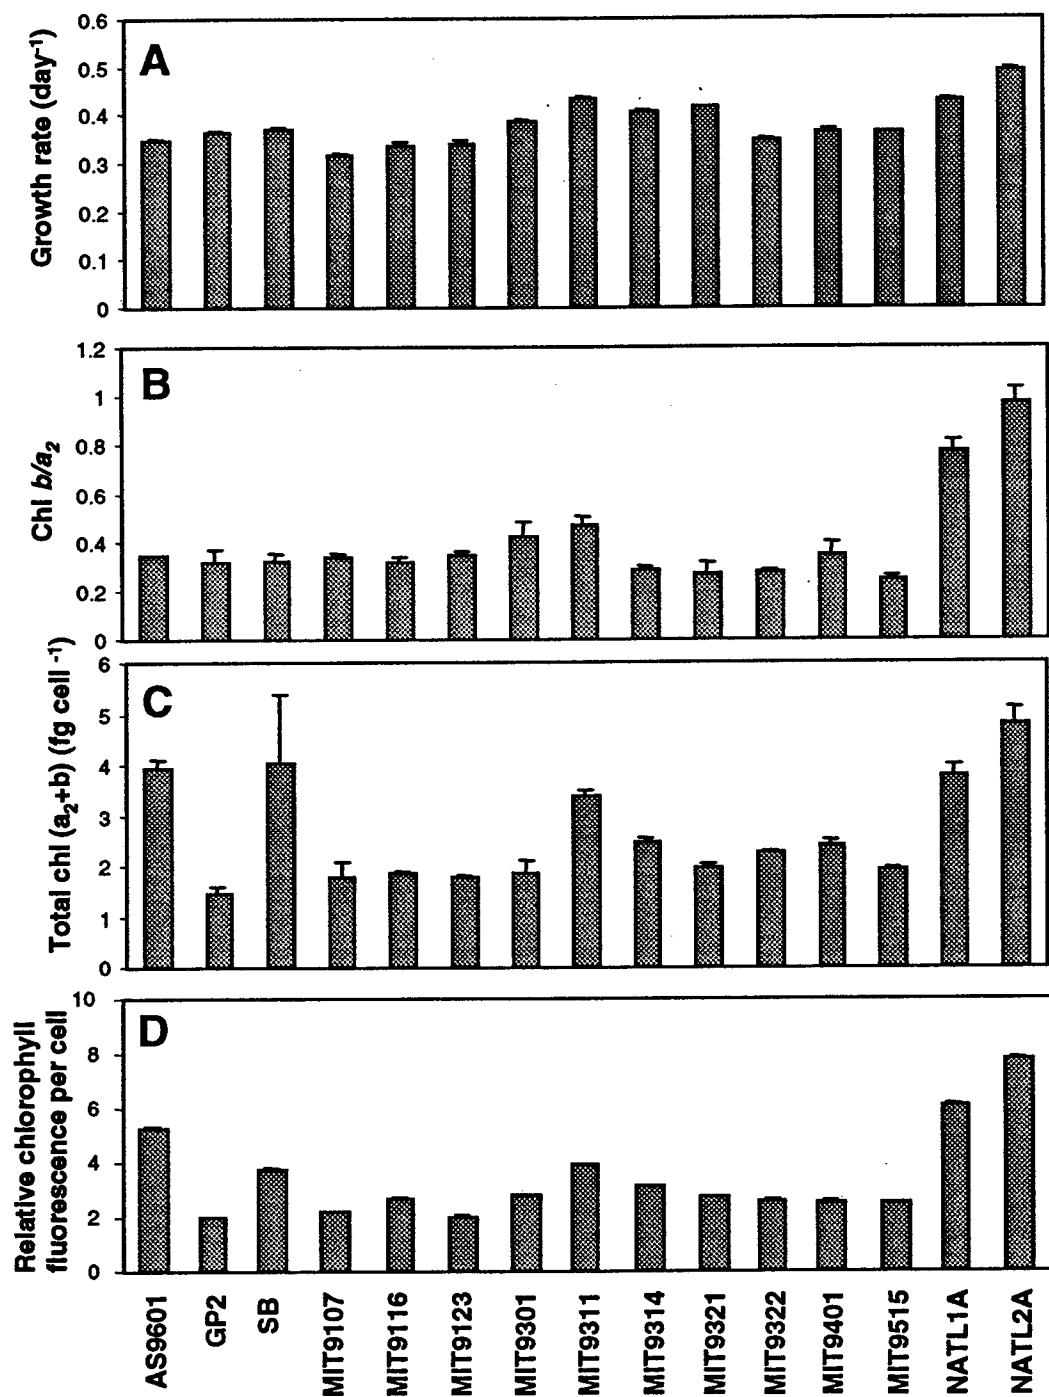 A
Growth rate (day⁻¹)
0.6
0.5
0.4
0.3
0.2
0.1
0
B
Chl b/a₂
1.2
1
0.8
0.6
0.4
0.2
0
C
Total chl (a₂+b) (fg cell ⁻¹)
6
5
4
3
2
1
0
D
Relative chlorophyll
fluorescence per cell
10
8
6
4
2
0
AS9601
GP2
SB
MIT9107
MIT9116
MIT9123
MIT9301
MIT9311
MIT9314
MIT9321
MIT9322
MIT9401
MIT9515
NATL1A
NATL2A